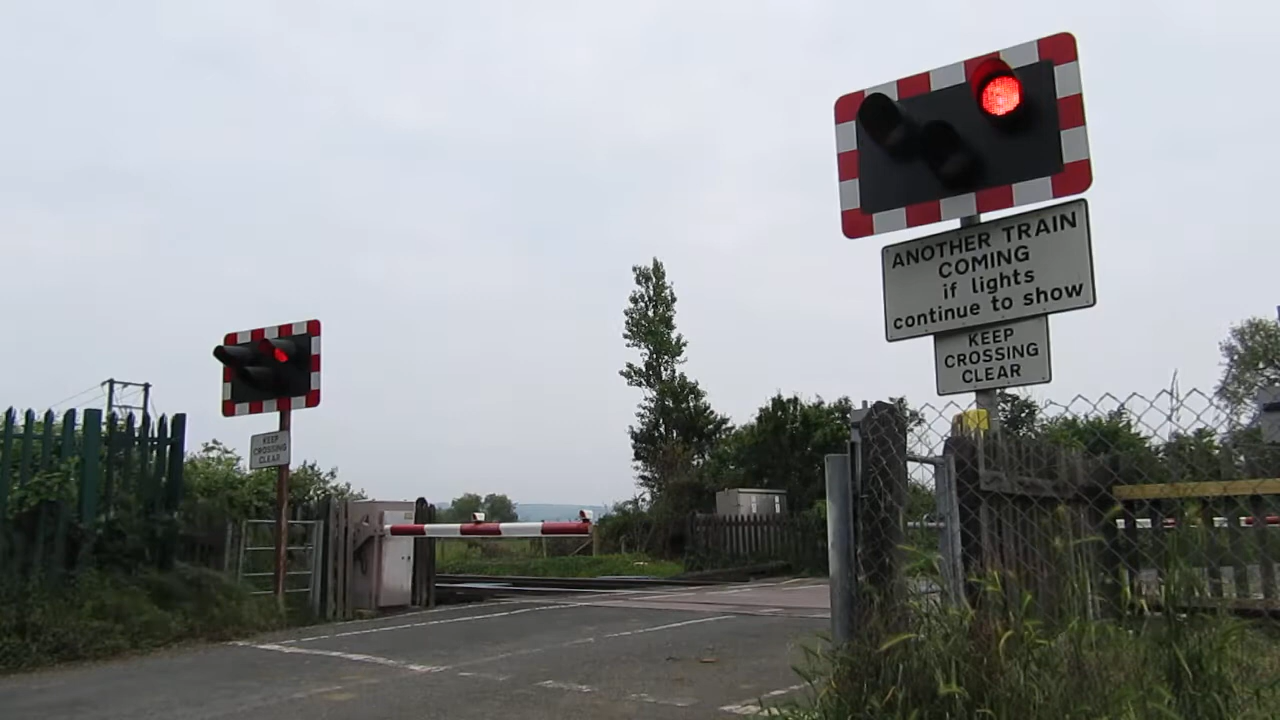 ANOTHER TRAIN
COMING
if lights
continue to show
KEEP
CROSSING
CLEAR
KEEP
CROSSING
CLEAR